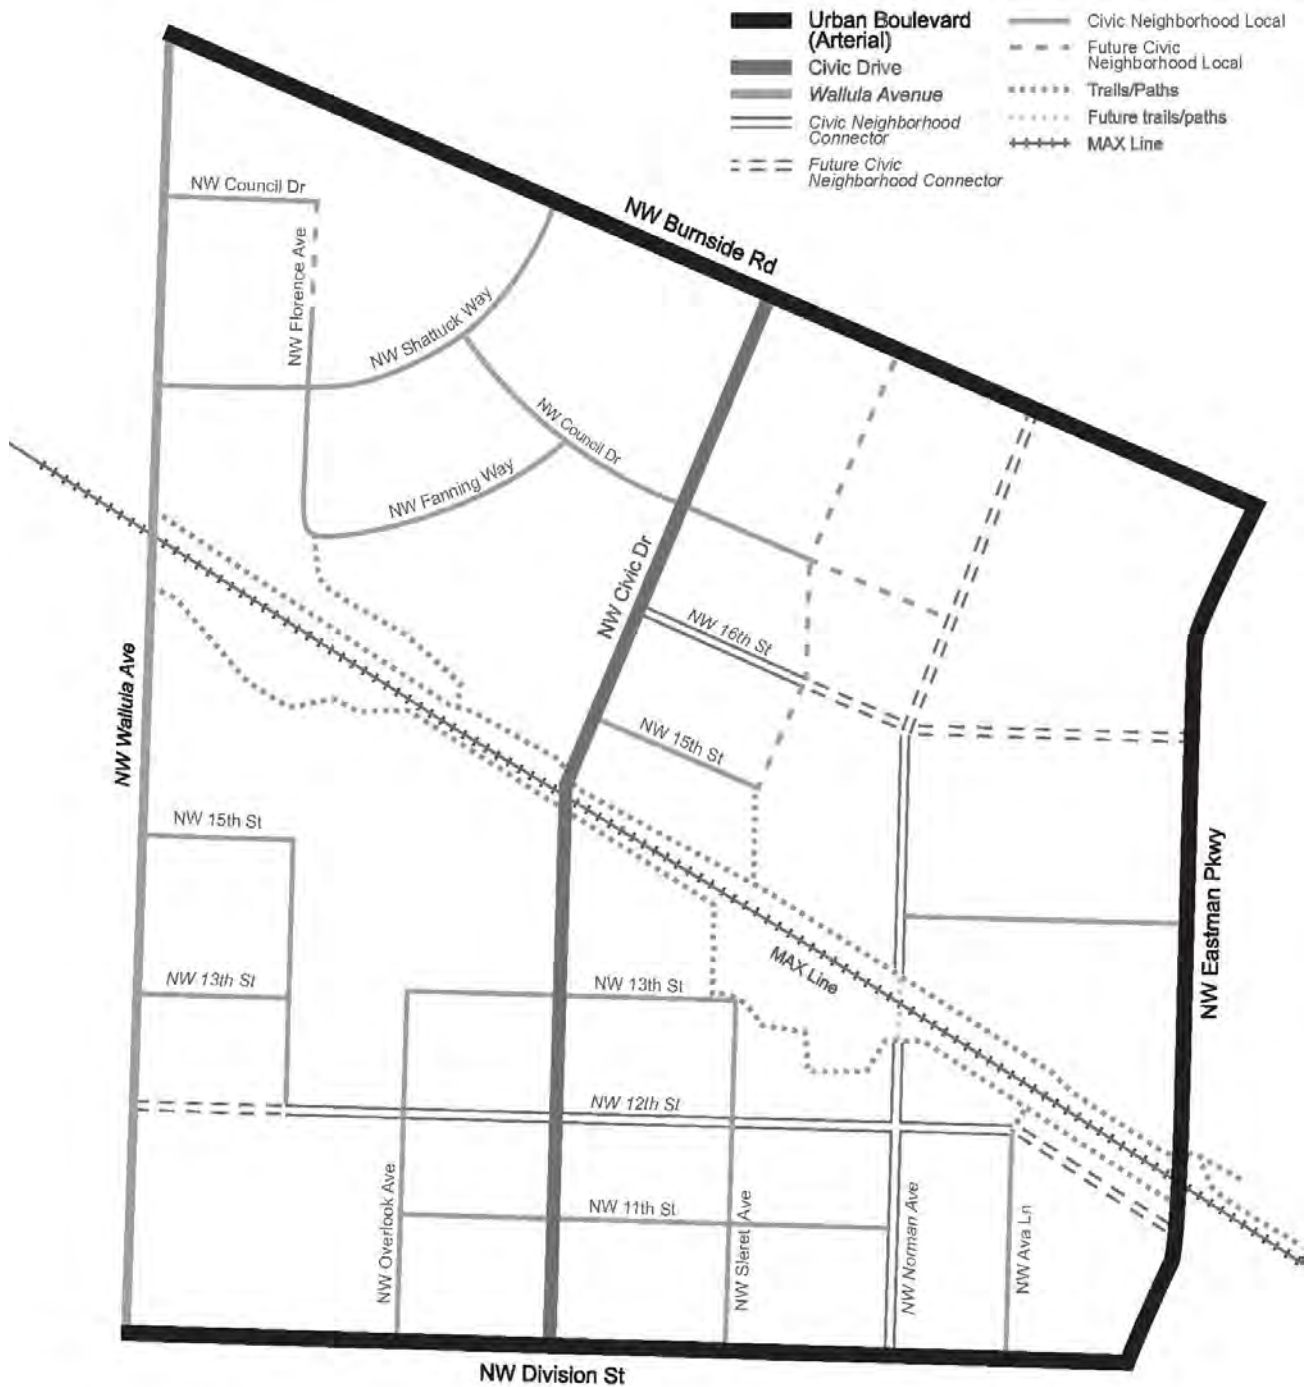 Urban Boulevard
(Arterial)
Civic Drive
Wallula Avenue
Civic Neighborhood
Connector
Future Civic
Neighborhood Connector
Civic Neighborhood Local
Future Civic
Neighborhood Local
Trails/Paths
Future trails/paths
MAX Line
NW Council Dr
NW Burnside Rd
NW Florence Ave
NW Shattuck Way
NW Council Dr
NW Fanning Way
NW Civic Dr
NW 16th St
NW Wallula Ave
NW 15th St
NW 15th St
NW Eastman Pkwy
MAX Line
NW 13th St
NW 13th St
NW 12th St
NW Overlook Ave
NW 11th St
NW Sleret Ave
NW Norman Ave
NW Ava Ln
NW Division St